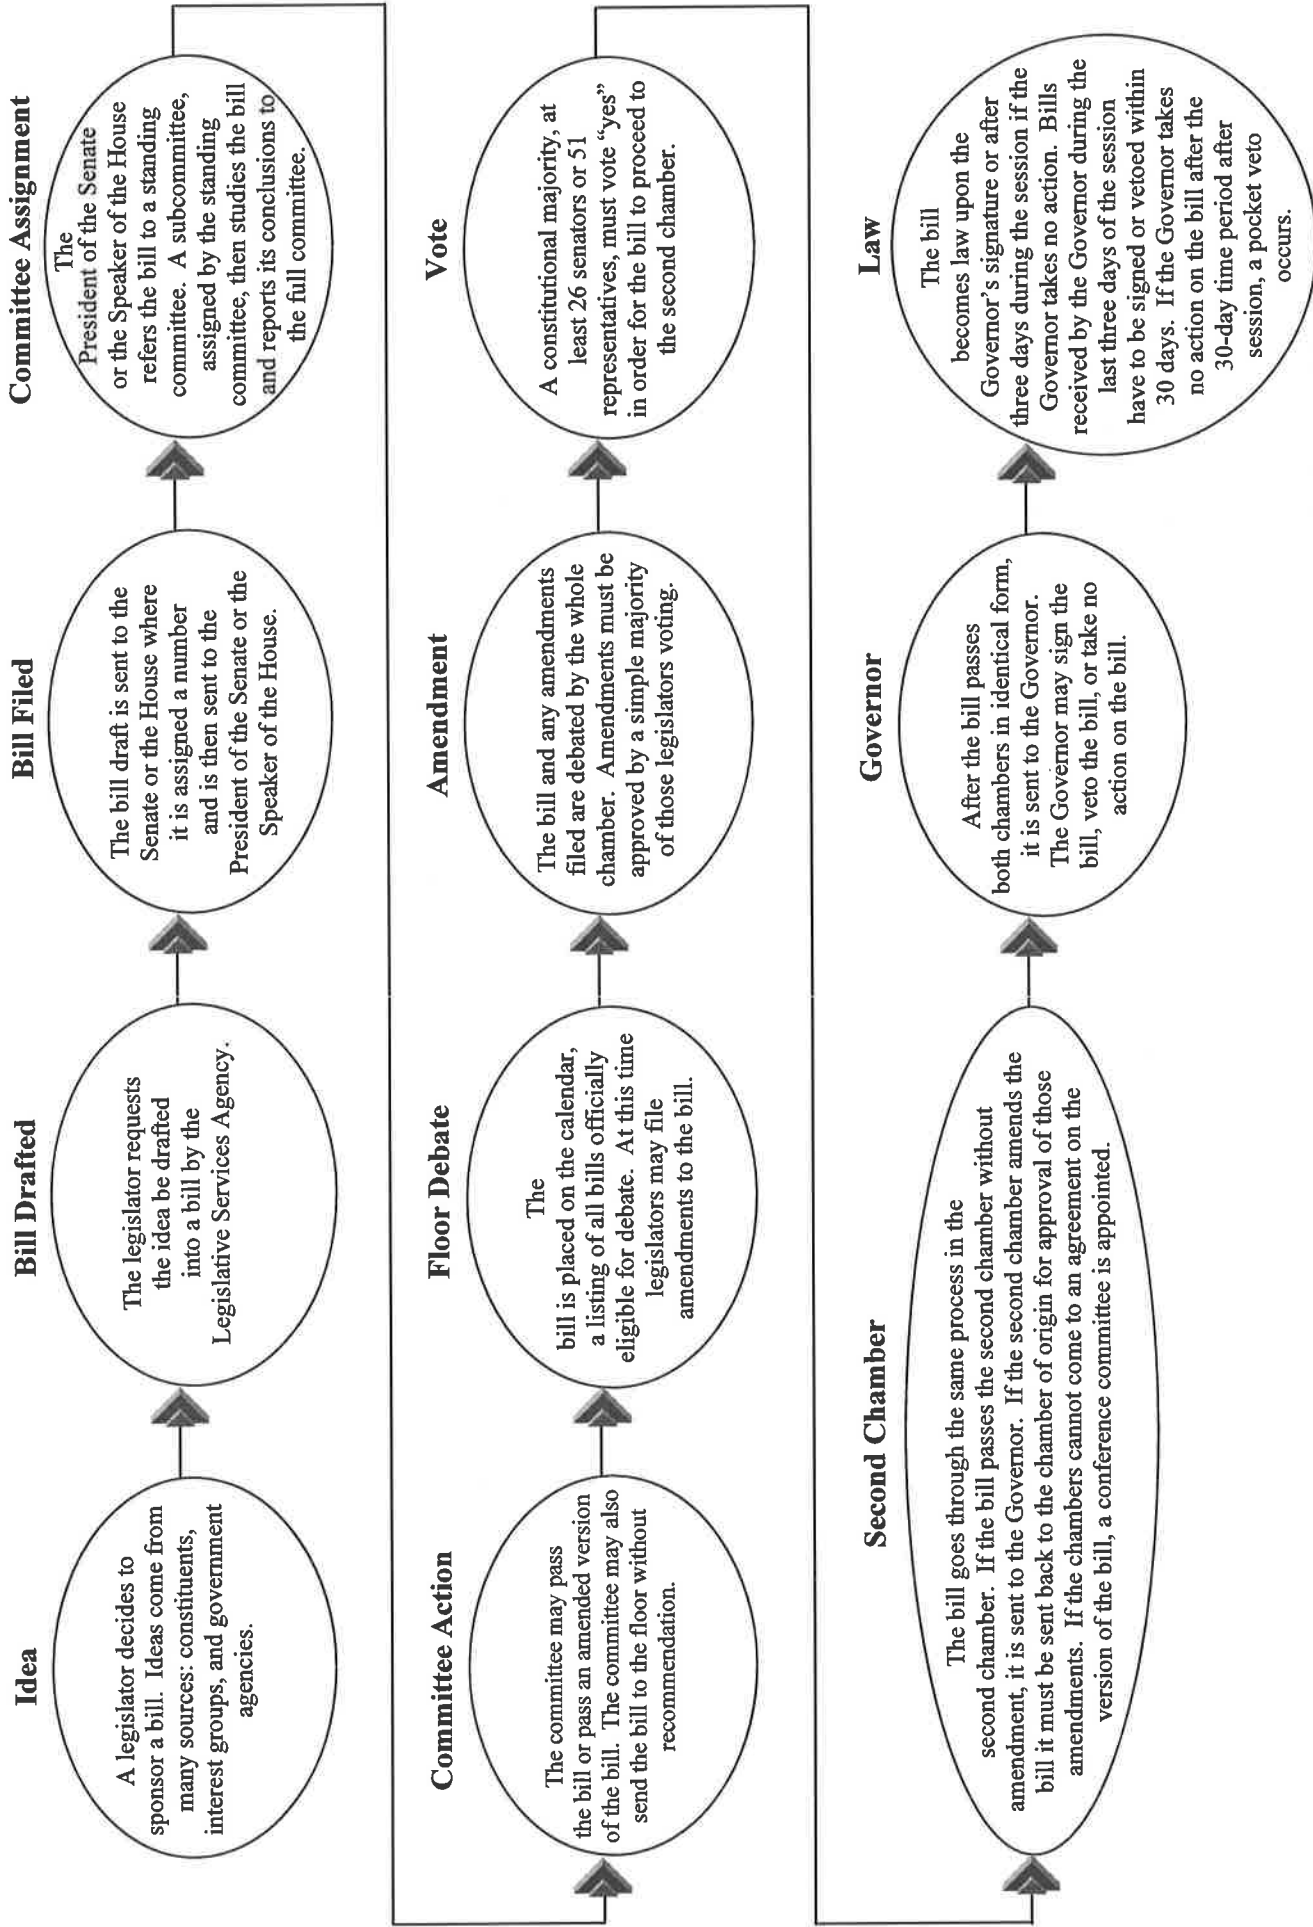 Idea
A legislator decides to
sponsor a bill. Ideas come from
many sources: constituents,
interest groups, and government
agencies.
Bill Drafted
The legislator requests
the idea be drafted
into a bill by the
Legislative Services Agency.
Bill Filed
The bill draft is sent to the
Senate or the House where
it is assigned a number
and is then sent to the
President of the Senate or the
Speaker of the House.
Committee Assignment
The
President of the Senate
or the Speaker of the House
refers the bill to a standing
committee. A subcommittee,
assigned by the standing
committee, then studies the bill
and reports its conclusions to
the full committee.
Committee Action
The committee may pass
the bill or pass an amended version
of the bill. The committee may also
send the bill to the floor without
recommendation.
Floor Debate
The
bill is placed on the calendar,
a listing of all bills officially
eligible for debate. At this time
legislators may file
amendments to the bill.
Amendment
The bill and any amendments
filed are debated by the whole
chamber. Amendments must be
approved by a simple majority
of those legislators voting.
Vote
A constitutional majority, at
least 26 senators or 51
representatives, must vote “yes”
in order for the bill to proceed to
the second chamber.
Second Chamber
The bill goes through the same process in the
second chamber. If the bill passes the second chamber without
amendment, it is sent to the Governor. If the second chamber amends the
bill it must be sent back to the chamber of origin for approval of those
amendments. If the chambers cannot come to an agreement on the
version of the bill, a conference committee is appointed.
Governor
After the bill passes
both chambers in identical form,
it is sent to the Governor.
The Governor may sign the
bill, veto the bill, or take no
action on the bill.
Law
The bill
becomes law upon the
Governor’s signature or after
three days during the session if the
Governor takes no action. Bills
received by the Governor during the
last three days of the session
have to be signed or vetoed within
30 days. If the Governor takes
no action on the bill after the
30-day time period after
session, a pocket veto
occurs.